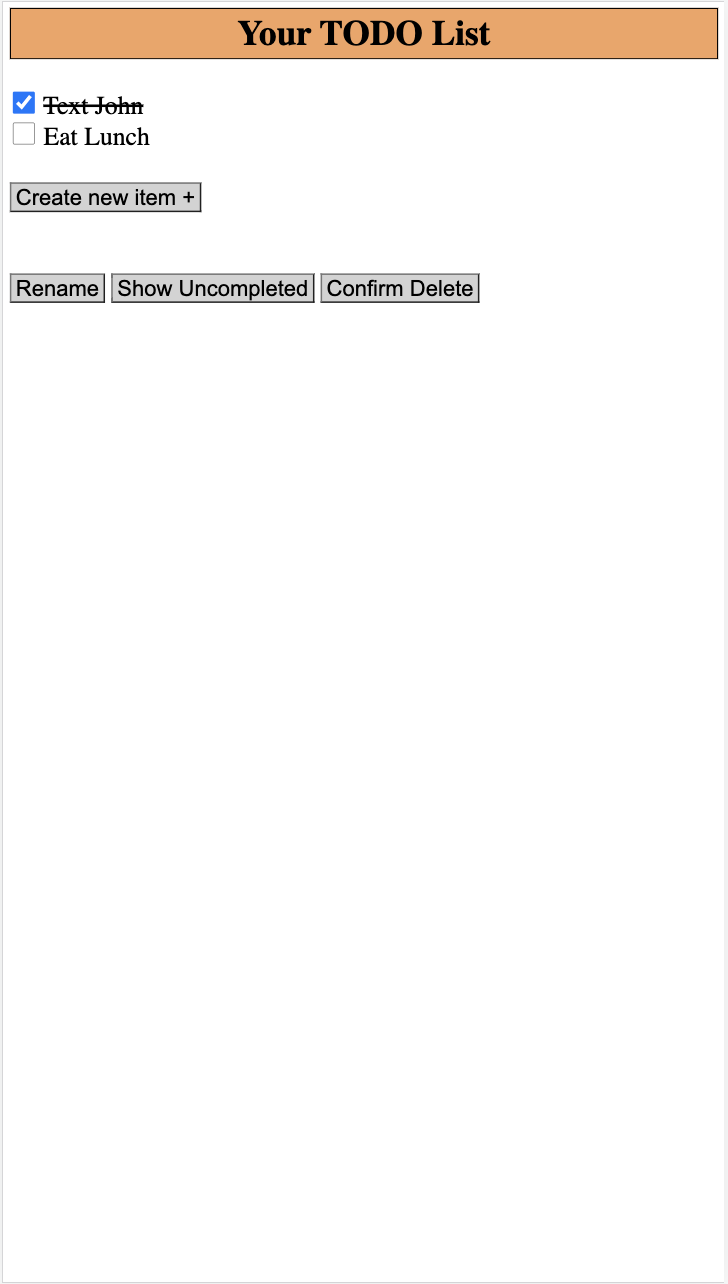 Your TODO List
Text John
Eat Lunch
Create new item +
Rename Show Uncompleted Confirm Delete